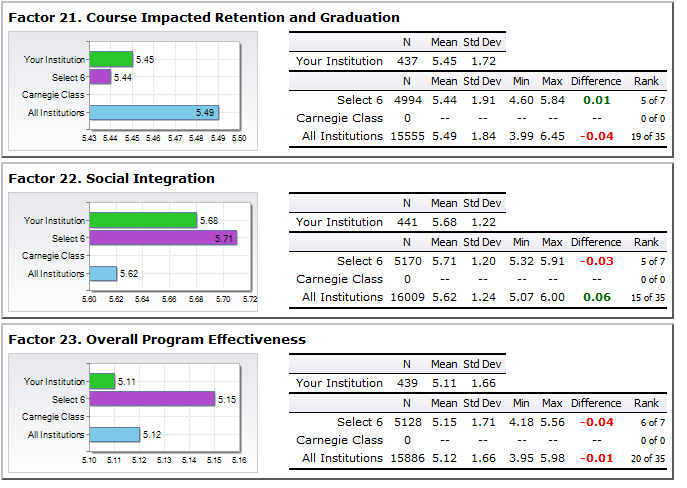 Factor 21. Course Impacted Retention and Graduation
N Mean Std Dev
Your Institution 437 5.45 1.72
N Mean Std Dev Min Max Difference Rank
Select 6 4994 5.44 1.91 4.60 5.84 0.01 5 of 7
Carnegie Class 0 -- -- -- -- -- 0 of 0
All Institutions 15555 5.49 1.84 3.99 6.45 -0.04 19 of 35
Your Institution 5.45
Select 6 5.44
Carnegie Class
All Institutions 5.49
5.43 5.44 5.45 5.46 5.48 5.49 5.49 5.50
Factor 22. Social Integration
N Mean Std Dev
Your Institution 441 5.68 1.22
N Mean Std Dev Min Max Difference Rank
Select 6 5170 5.71 1.20 5.32 5.91 -0.03 5 of 7
Carnegie Class 0 -- -- -- -- -- 0 of 0
All Institutions 16009 5.62 1.24 5.07 6.00 0.06 15 of 35
Your Institution 5.68
Select 6 5.71
Carnegie Class
All Institutions 5.62
5.60 5.62 5.64 5.66 5.68 5.70 5.72
Factor 23. Overall Program Effectiveness
N Mean Std Dev
Your Institution 439 5.11 1.66
N Mean Std Dev Min Max Difference Rank
Select 6 5128 5.15 1.71 4.18 5.56 -0.04 6 of 7
Carnegie Class 0 -- -- -- -- -- 0 of 0
All Institutions 15886 5.12 1.66 3.95 5.98 -0.01 20 of 35
Your Institution 5.11
Select 6 5.15
Carnegie Class
All Institutions 5.12
5.10 5.11 5.12 5.13 5.14 5.15 5.16